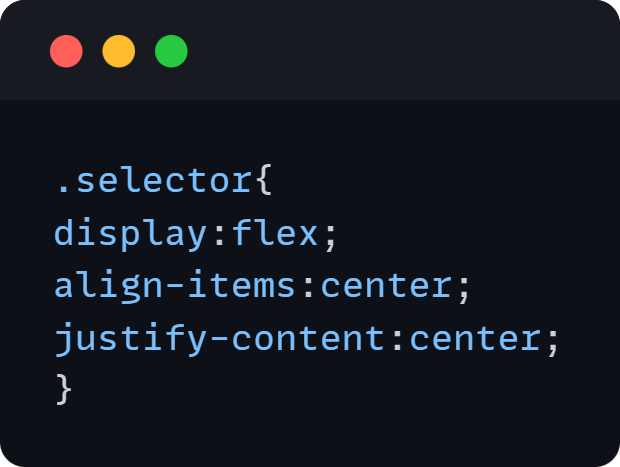 .selector{
display:flex;
align-items:center;
justify-content:center;
}